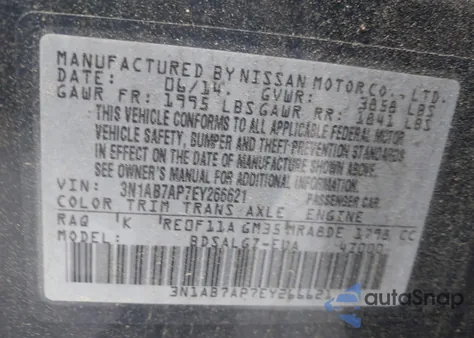 MANUFACTURED BY NISSAN MOTOR CO., LTD.
DATE: 06/14 GVWR: 3858 LBS
GAWR FR: 1995 LBS GAWR RR: 1841 LBS
THIS VEHICLE CONFORMS TO ALL APPLICABLE FEDERAL MOTOR
VEHICLE SAFETY, BUMPER AND THEFT PREVENTION STANDARDS
IN EFFECT ON THE DATE OF MANUFACTURE SHOWN ABOVE.
SEE OWNER'S MANUAL FOR ADDITIONAL INFORMATION
VIN: 3N1AB7AP7EY266621 PASSENGER CAR
COLOR TRIM TRANS AXLE ENGINE
RAQ K RE0F11A GM35 MRA8DE 1798 CC
MODEL: BDSALGZ-EUA 47000
3N1AB7AP7EY266621
autoSnap